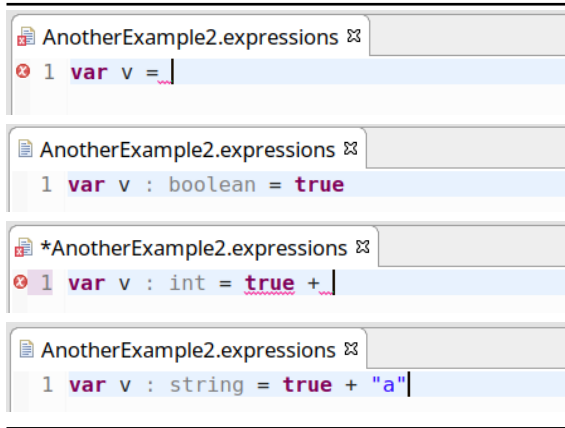 AnotherExample2.expressions
1 var v =
AnotherExample2.expressions
1 var v : boolean = true
*AnotherExample2.expressions
1 var v : int = true +
AnotherExample2.expressions
1 var v : string = true + "a"